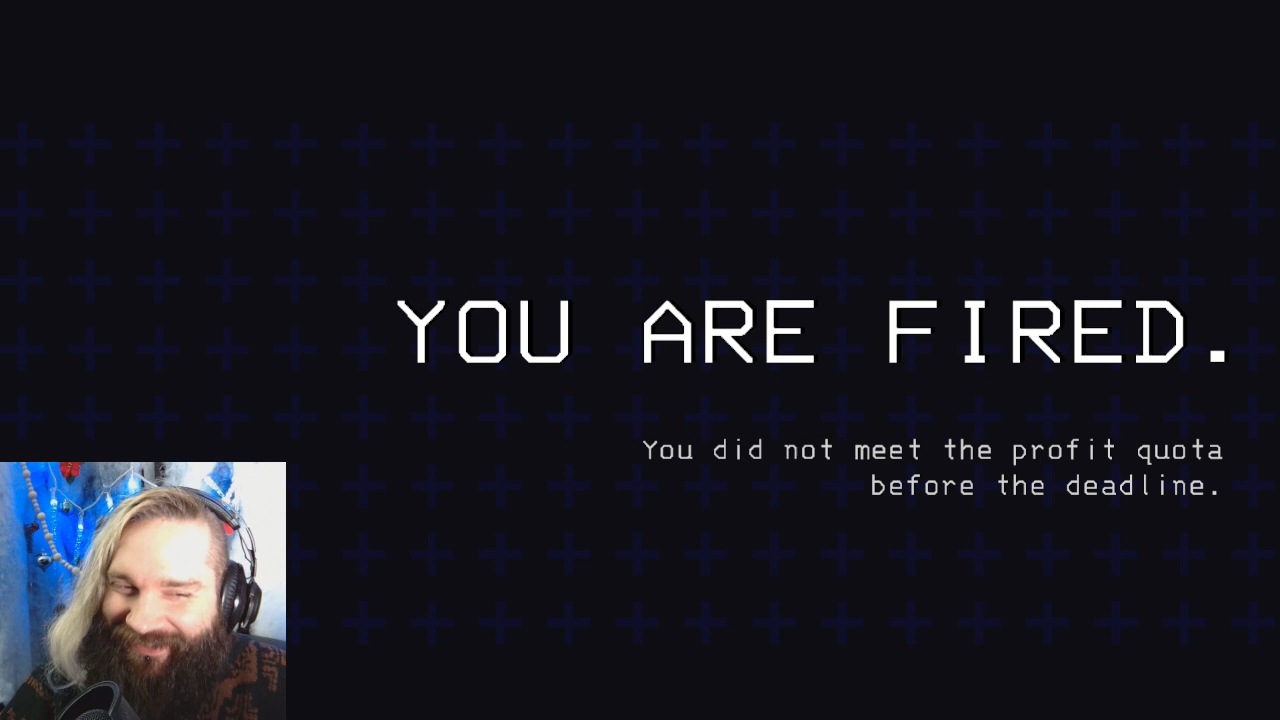 YOU ARE FIRED.
You did not meet the profit quota
before the deadline.